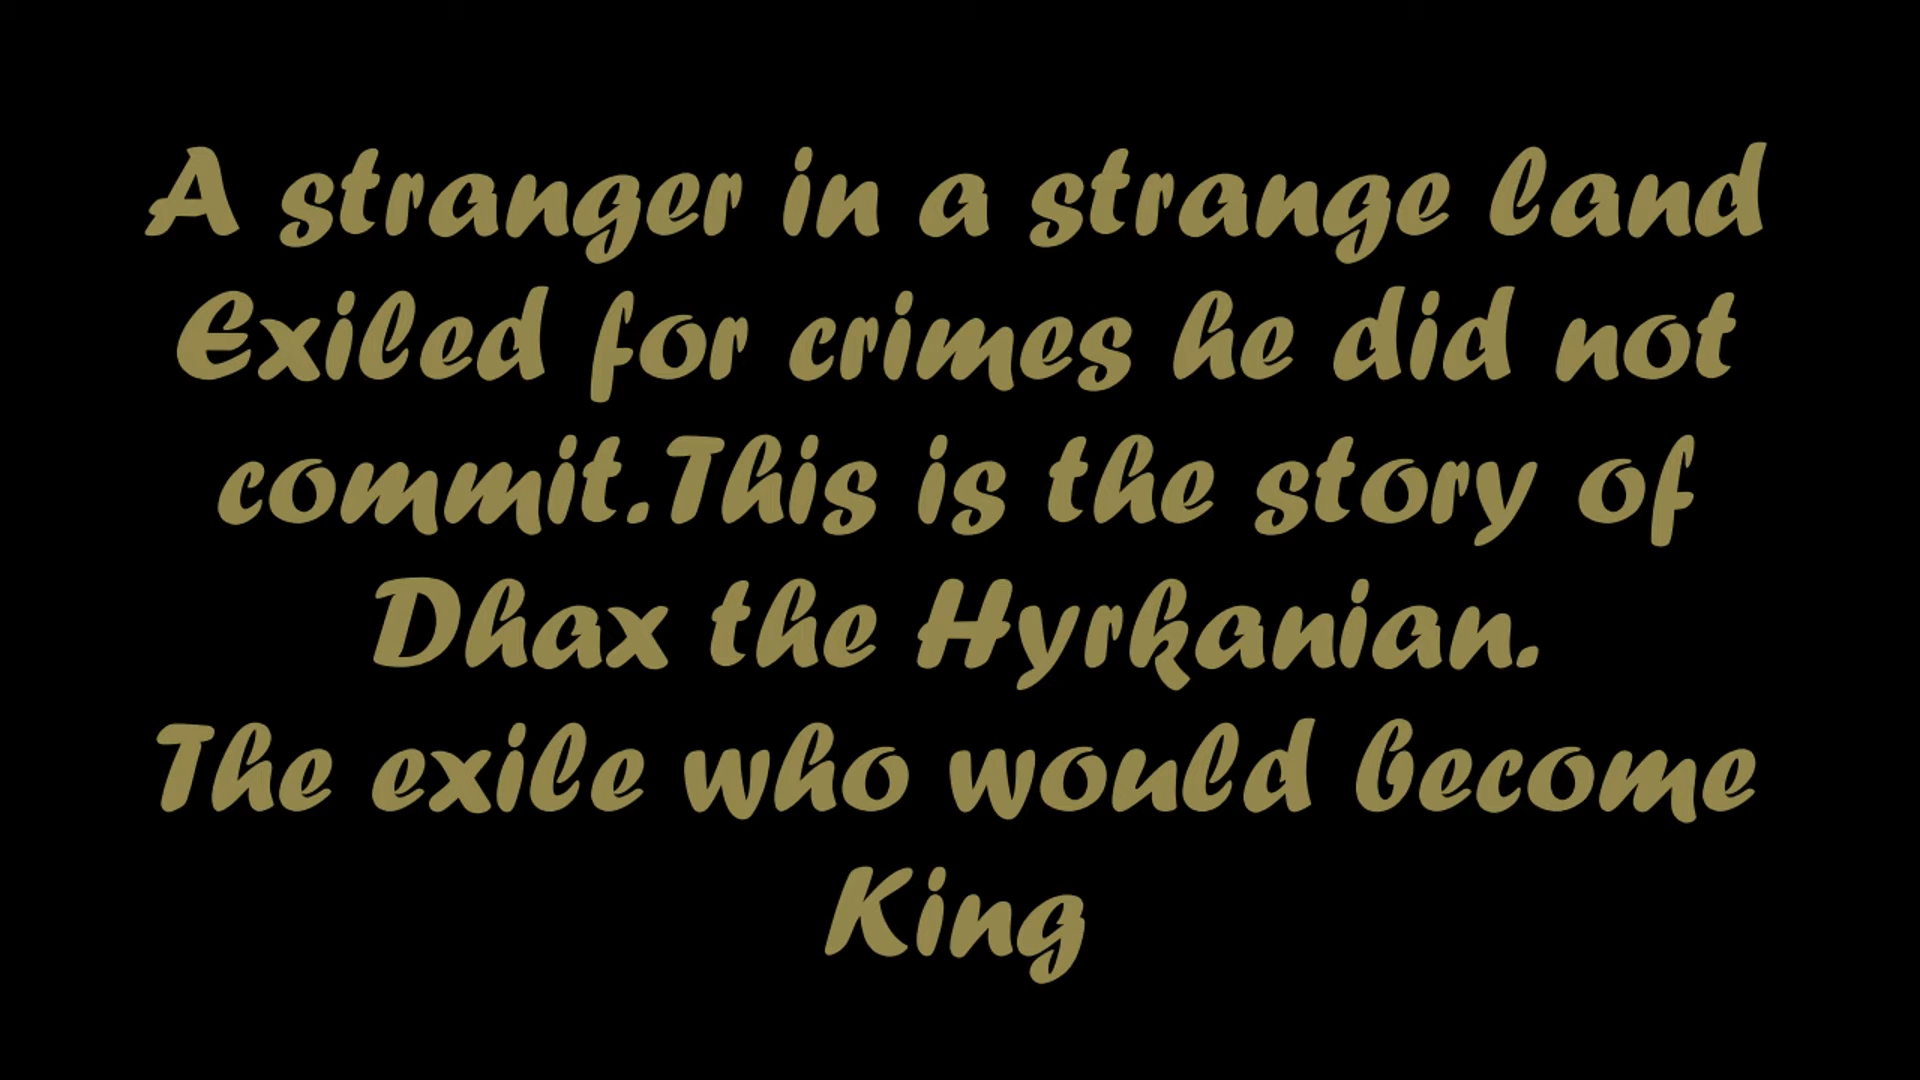 A stranger in a strange land
Exiled for crimes he did not
commit.This is the story of
Dhax the Hyrkanian.
The exile who would become
King